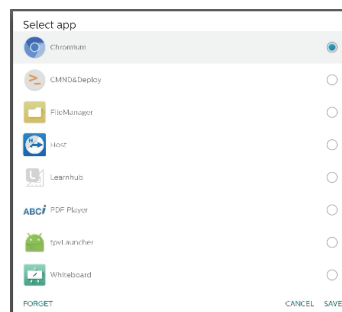 Select app
Chromium
CMND&Deploy
FileManager
Host
Learnhub
ABCi PDF Player
tpvLauncher
Whiteboard
FORGET CANCEL SAVE